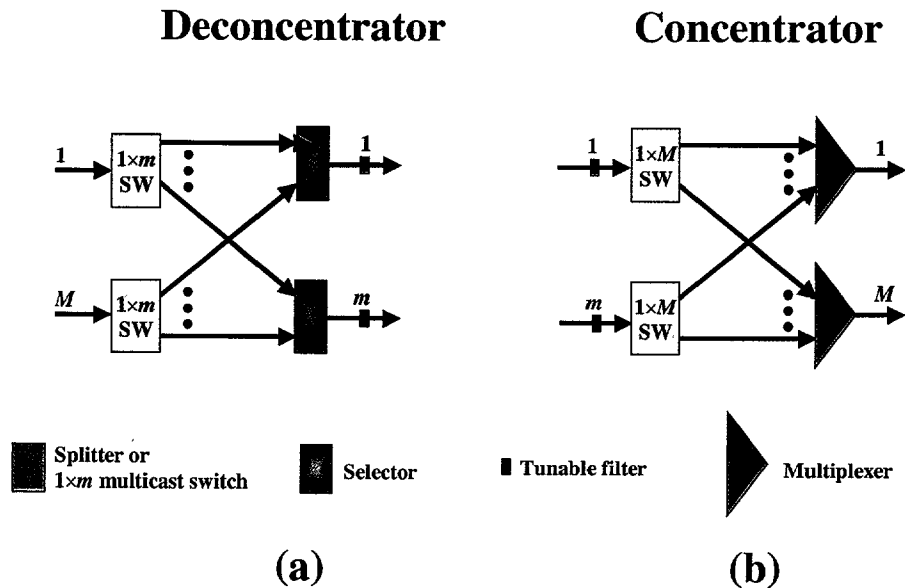 Deconcentrator
Concentrator
1
1×m
SW
1
M
1×m
SW
m
1
1×M
SW
1
m
1×M
SW
M
Splitter or
1×m multicast switch
Selector
Tunable filter
Multiplexer
(a)
(b)